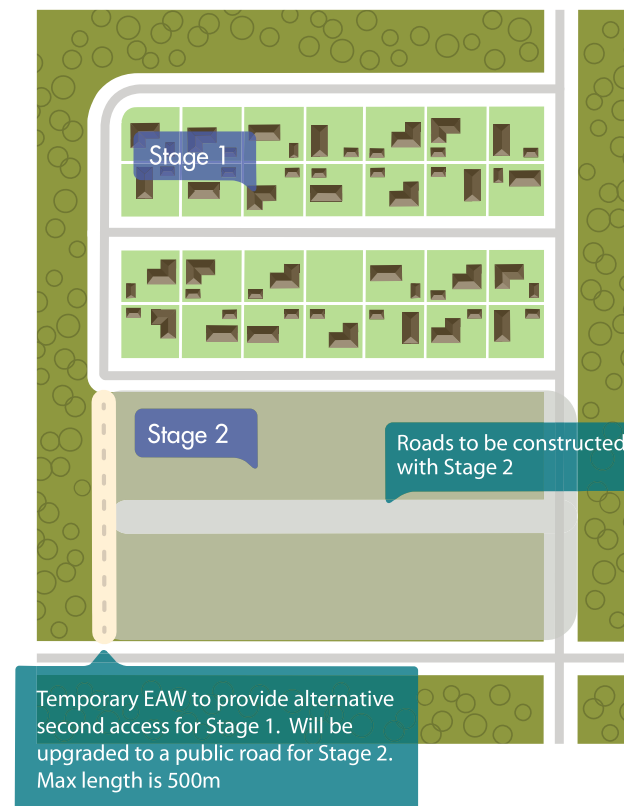 Stage 1
Stage 2
Roads to be constructed
with Stage 2
Temporary EAW to provide alternative
second access for Stage 1. Will be
upgraded to a public road for Stage 2.
Max length is 500m